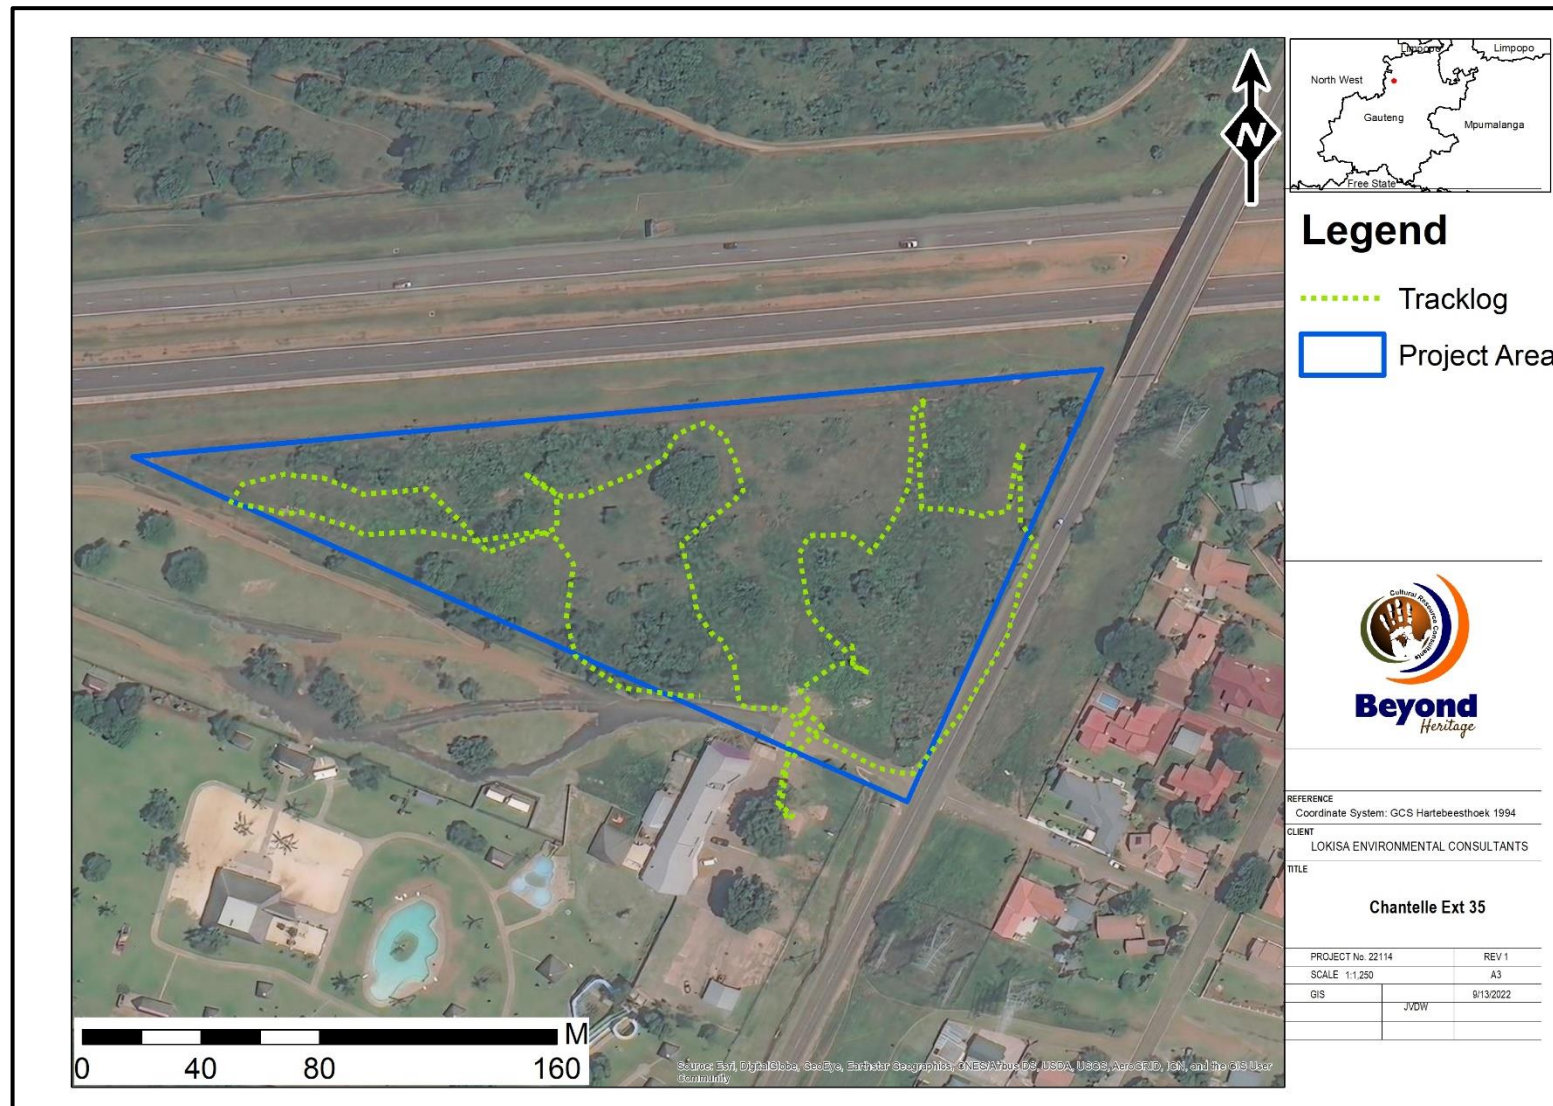 Limpopo
Limpopo
North West
Gauteng
Mpumalanga
Free State
N
Legend
Tracklog
Project Area
Cultural Resource Consultants
Beyond
Heritage
REFERENCE
Coordinate System: GCS Hartebeesthoek 1994
CLIENT
LOKISA ENVIRONMENTAL CONSULTANTS
TITLE
Chantelle Ext 35
PROJECT No. 22114 REV 1
SCALE 1:1,250 A3
GIS 9/13/2022
JVDW
M
0 40 80 160
Source: Esri, DigitalGlobe, GeoEye, Earthstar Geographics, CNES/Airbus DS, USDA, USGS, AeroGRID, IGN, and the GIS User
Community